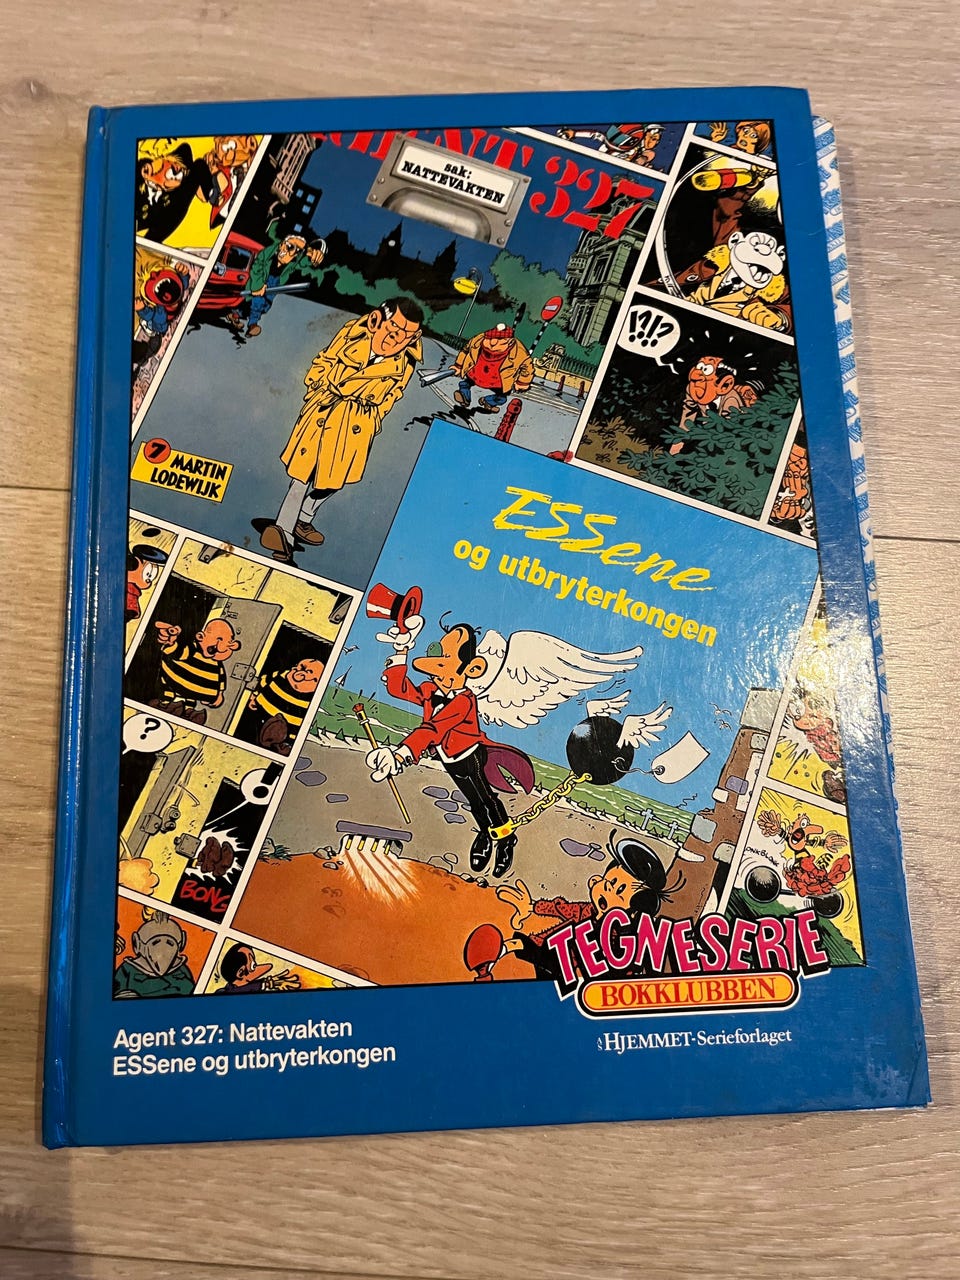 AGENT 327
sak:
NATTEVAKTEN
!?!?
7 MARTIN
LODEWIJK
ESSene
og utbryterkongen
?
!
BONG
TEGNESERIE
BOKKLUBBEN
Agent 327: Nattevakten
ESSene og utbryterkongen
A/S HJEMMET-Serieforlaget